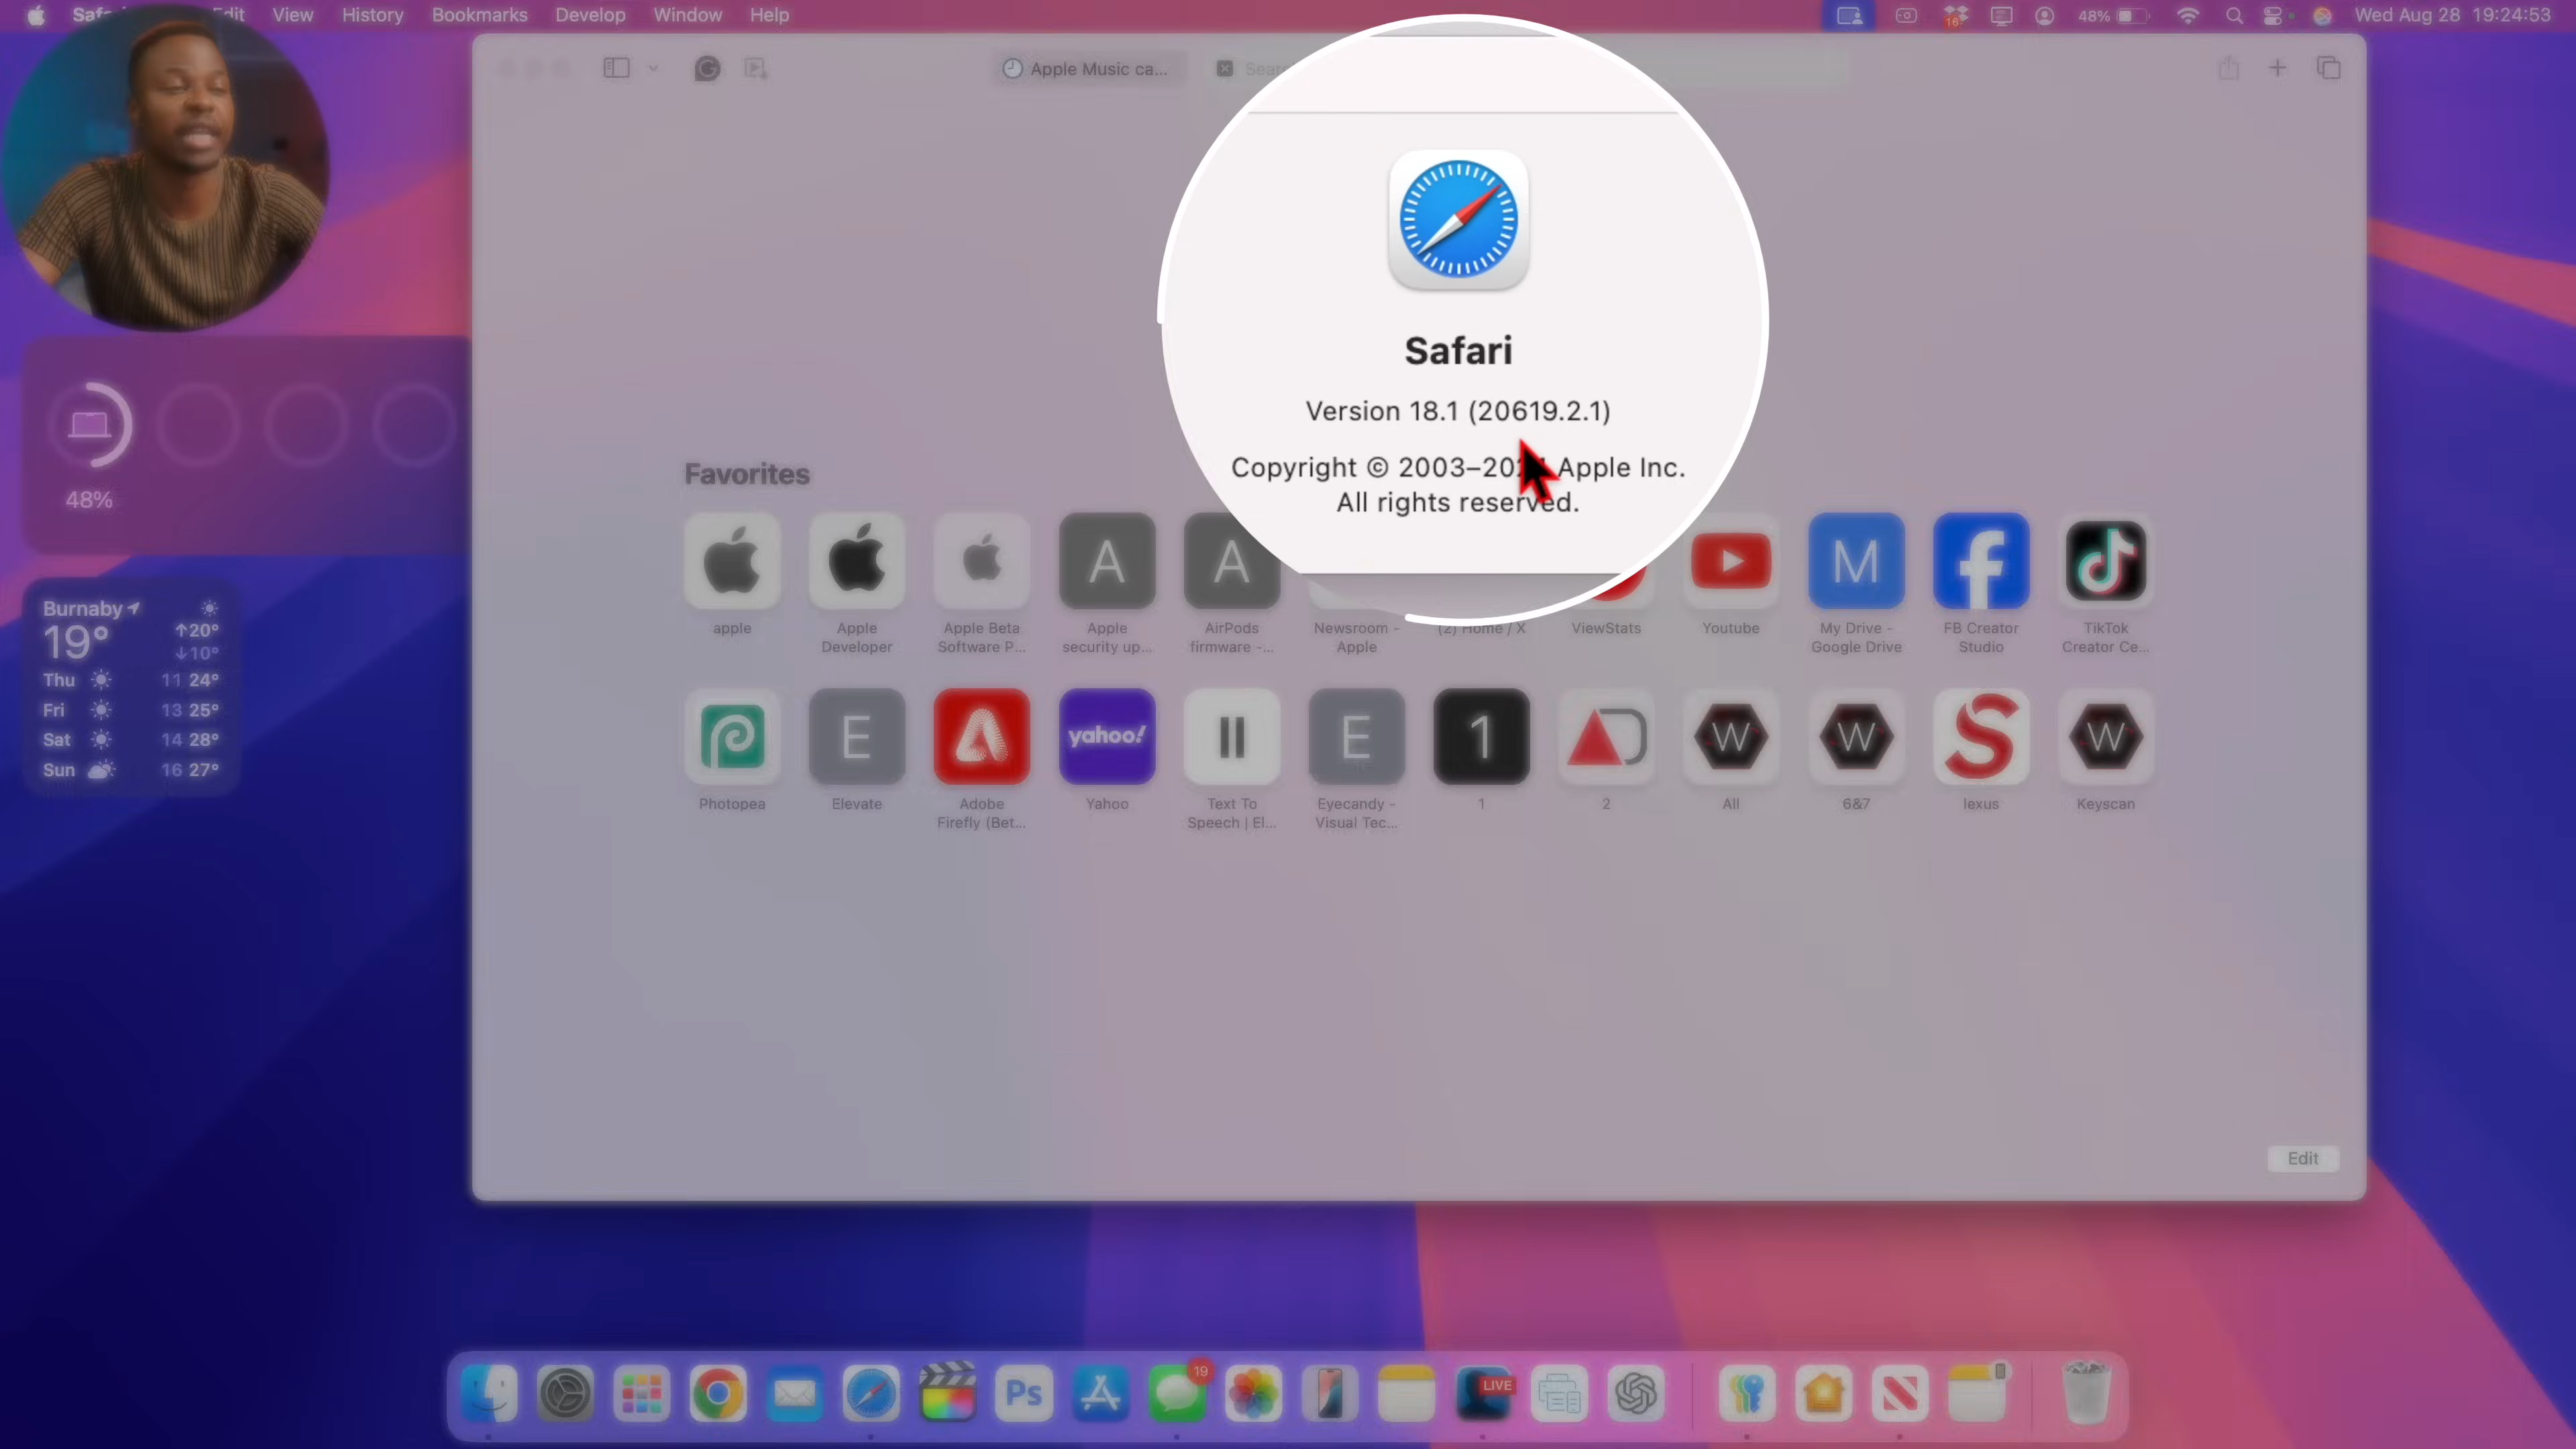 Edit View History Bookmarks Develop Window Help 16 48% Wed Aug 28 19:24:53
Apple Music ca...
Safari
Version 18.1 (20619.2.1)
Copyright © 2003–20 Apple Inc.
All rights reserved.
48%
Burnaby
19°
↑20°
↓10°
Thu 11 24°
Fri 13 25°
Sat 14 28°
Sun 16 27°
Favorites
A A M
apple
Apple
Developer
Apple Beta
Software P...
Apple
security up...
AirPods
firmware -...
Newsroom -
Apple
(2) Home / X
ViewStats
Youtube
My Drive -
Google Drive
FB Creator
Studio
TikTok
Creator Ce...
E yahoo! E 1 W W W
Photopea
Elevate
Adobe
Firefly (Bet...
Yahoo
Text To
Speech | El...
Eyecandy -
Visual Tec...
1
2
All
6&7
lexus
Keyscan
Edit
Ps 19 LIVE